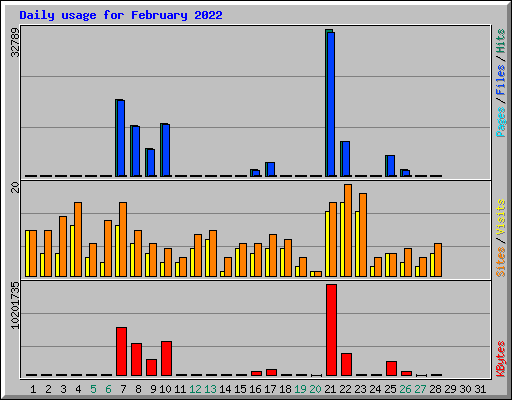 Daily usage for February 2022
32789
Pages / Files / Hits
20
Sites / Visits
10201735
KBytes
1 2 3 4 5 6 7 8 9 10 11 12 13 14 15 16 17 18 19 20 21 22 23 24 25 26 27 28 29 30 31